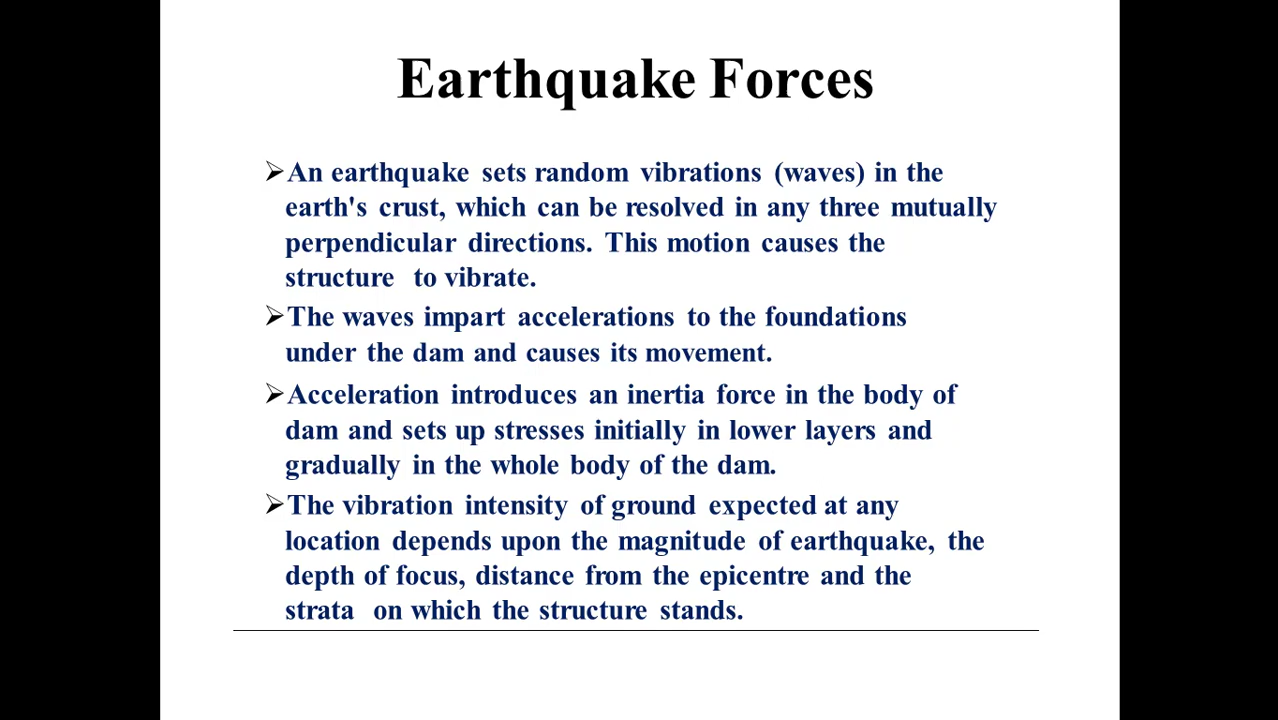 Earthquake Forces
➢An earthquake sets random vibrations (waves) in the
earth's crust, which can be resolved in any three mutually
perpendicular directions. This motion causes the
structure to vibrate.
➢The waves impart accelerations to the foundations
under the dam and causes its movement.
➢Acceleration introduces an inertia force in the body of
dam and sets up stresses initially in lower layers and
gradually in the whole body of the dam.
➢The vibration intensity of ground expected at any
location depends upon the magnitude of earthquake, the
depth of focus, distance from the epicentre and the
strata on which the structure stands.